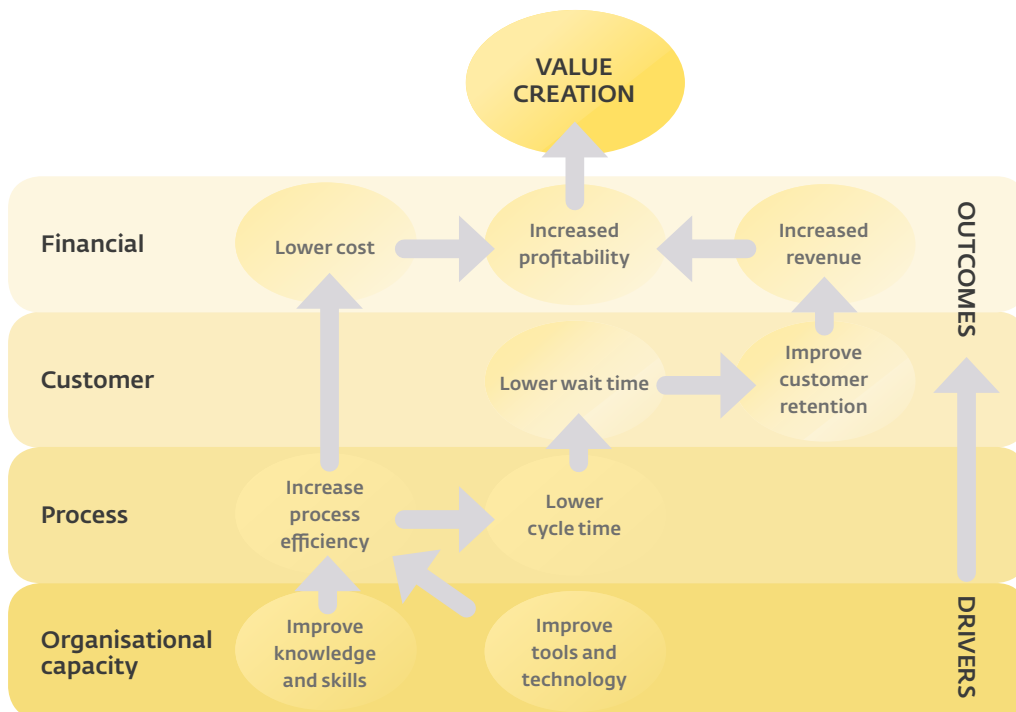 VALUE
CREATION
Financial
Lower cost
Increased
profitability
Increased
revenue
OUTCOMES
Customer
Lower wait time
Improve
customer
retention
Process
Increase
process
efficiency
Lower
cycle time
Organisational
capacity
Improve
knowledge
and skills
Improve
tools and
technology
DRIVERS